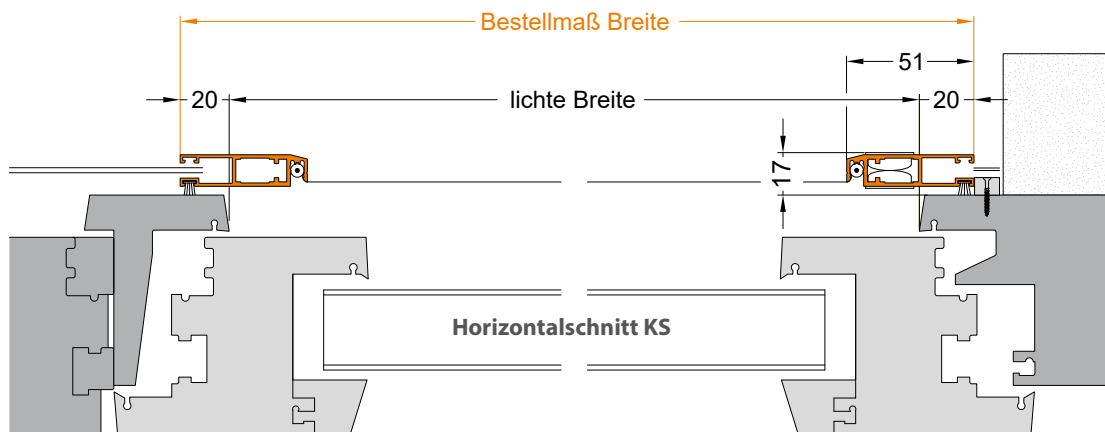 Bestellmaß Breite
51
20
lichte Breite
20
17
Horizontalschnitt KS